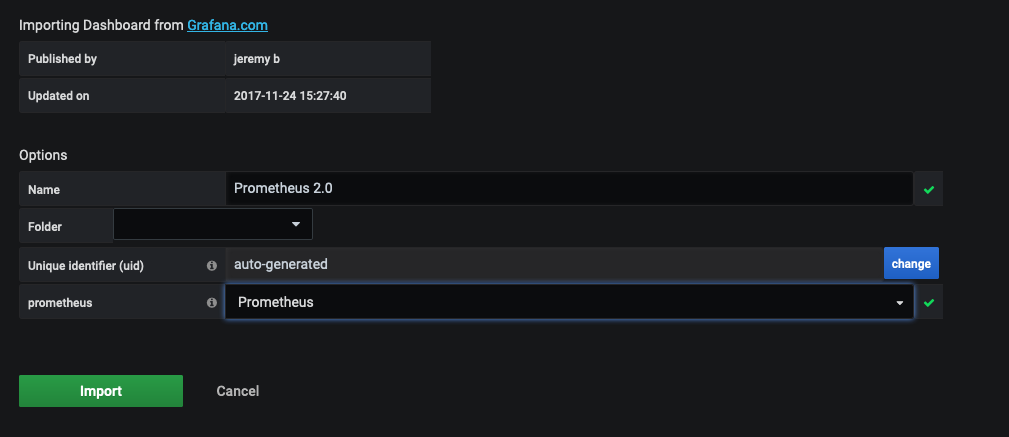 Importing Dashboard from Grafana.com
Published by jeremy b
Updated on 2017-11-24 15:27:40
Options
Name Prometheus 2.0
Folder
Unique identifier (uid) auto-generated change
prometheus Prometheus
Import Cancel